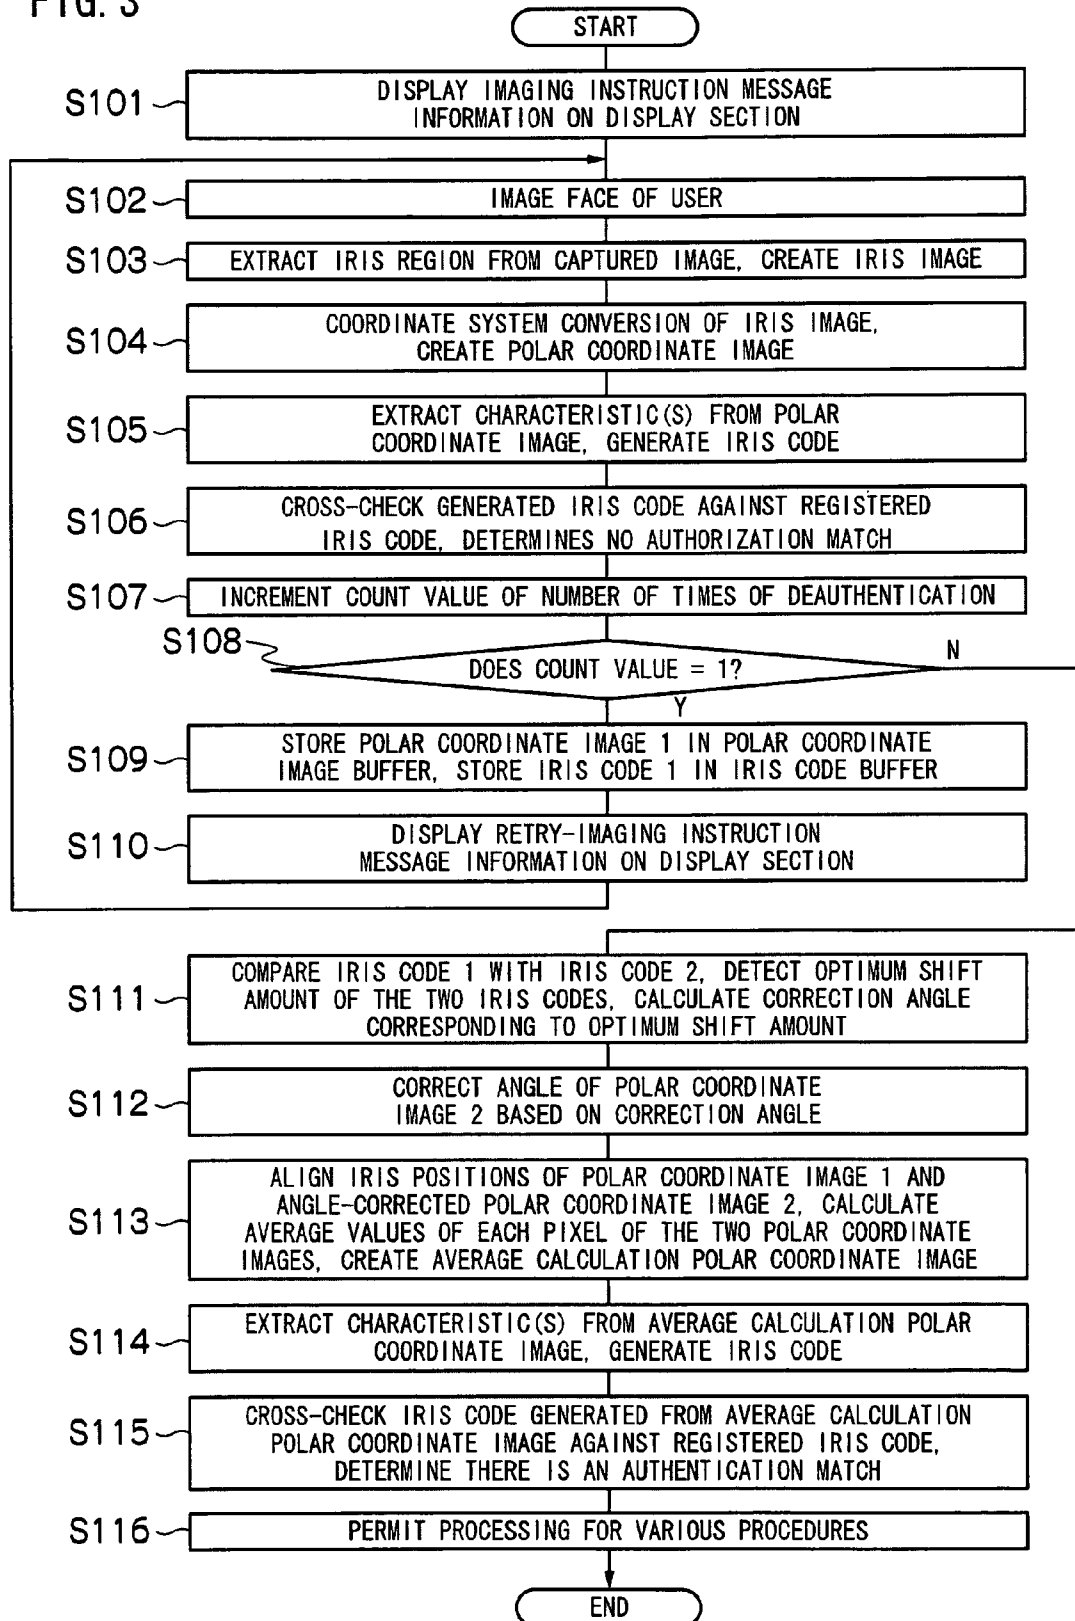 FIG. 3
START
S101
DISPLAY IMAGING INSTRUCTION MESSAGE
INFORMATION ON DISPLAY SECTION
S102
IMAGE FACE OF USER
S103
EXTRACT IRIS REGION FROM CAPTURED IMAGE, CREATE IRIS IMAGE
S104
COORDINATE SYSTEM CONVERSION OF IRIS IMAGE,
CREATE POLAR COORDINATE IMAGE
S105
EXTRACT CHARACTERISTIC(S) FROM POLAR
COORDINATE IMAGE, GENERATE IRIS CODE
S106
CROSS-CHECK GENERATED IRIS CODE AGAINST REGISTERED
IRIS CODE, DETERMINES NO AUTHORIZATION MATCH
S107
INCREMENT COUNT VALUE OF NUMBER OF TIMES OF DEAUTHENTICATION
S108
DOES COUNT VALUE = 1?
N
Y
S109
STORE POLAR COORDINATE IMAGE 1 IN POLAR COORDINATE
IMAGE BUFFER, STORE IRIS CODE 1 IN IRIS CODE BUFFER
S110
DISPLAY RETRY-IMAGING INSTRUCTION
MESSAGE INFORMATION ON DISPLAY SECTION
S111
COMPARE IRIS CODE 1 WITH IRIS CODE 2, DETECT OPTIMUM SHIFT
AMOUNT OF THE TWO IRIS CODES, CALCULATE CORRECTION ANGLE
CORRESPONDING TO OPTIMUM SHIFT AMOUNT
S112
CORRECT ANGLE OF POLAR COORDINATE
IMAGE 2 BASED ON CORRECTION ANGLE
S113
ALIGN IRIS POSITIONS OF POLAR COORDINATE IMAGE 1 AND
ANGLE-CORRECTED POLAR COORDINATE IMAGE 2, CALCULATE
AVERAGE VALUES OF EACH PIXEL OF THE TWO POLAR COORDINATE
IMAGES, CREATE AVERAGE CALCULATION POLAR COORDINATE IMAGE
S114
EXTRACT CHARACTERISTIC(S) FROM AVERAGE CALCULATION POLAR
COORDINATE IMAGE, GENERATE IRIS CODE
S115
CROSS-CHECK IRIS CODE GENERATED FROM AVERAGE CALCULATION
POLAR COORDINATE IMAGE AGAINST REGISTERED IRIS CODE,
DETERMINE THERE IS AN AUTHENTICATION MATCH
S116
PERMIT PROCESSING FOR VARIOUS PROCEDURES
END